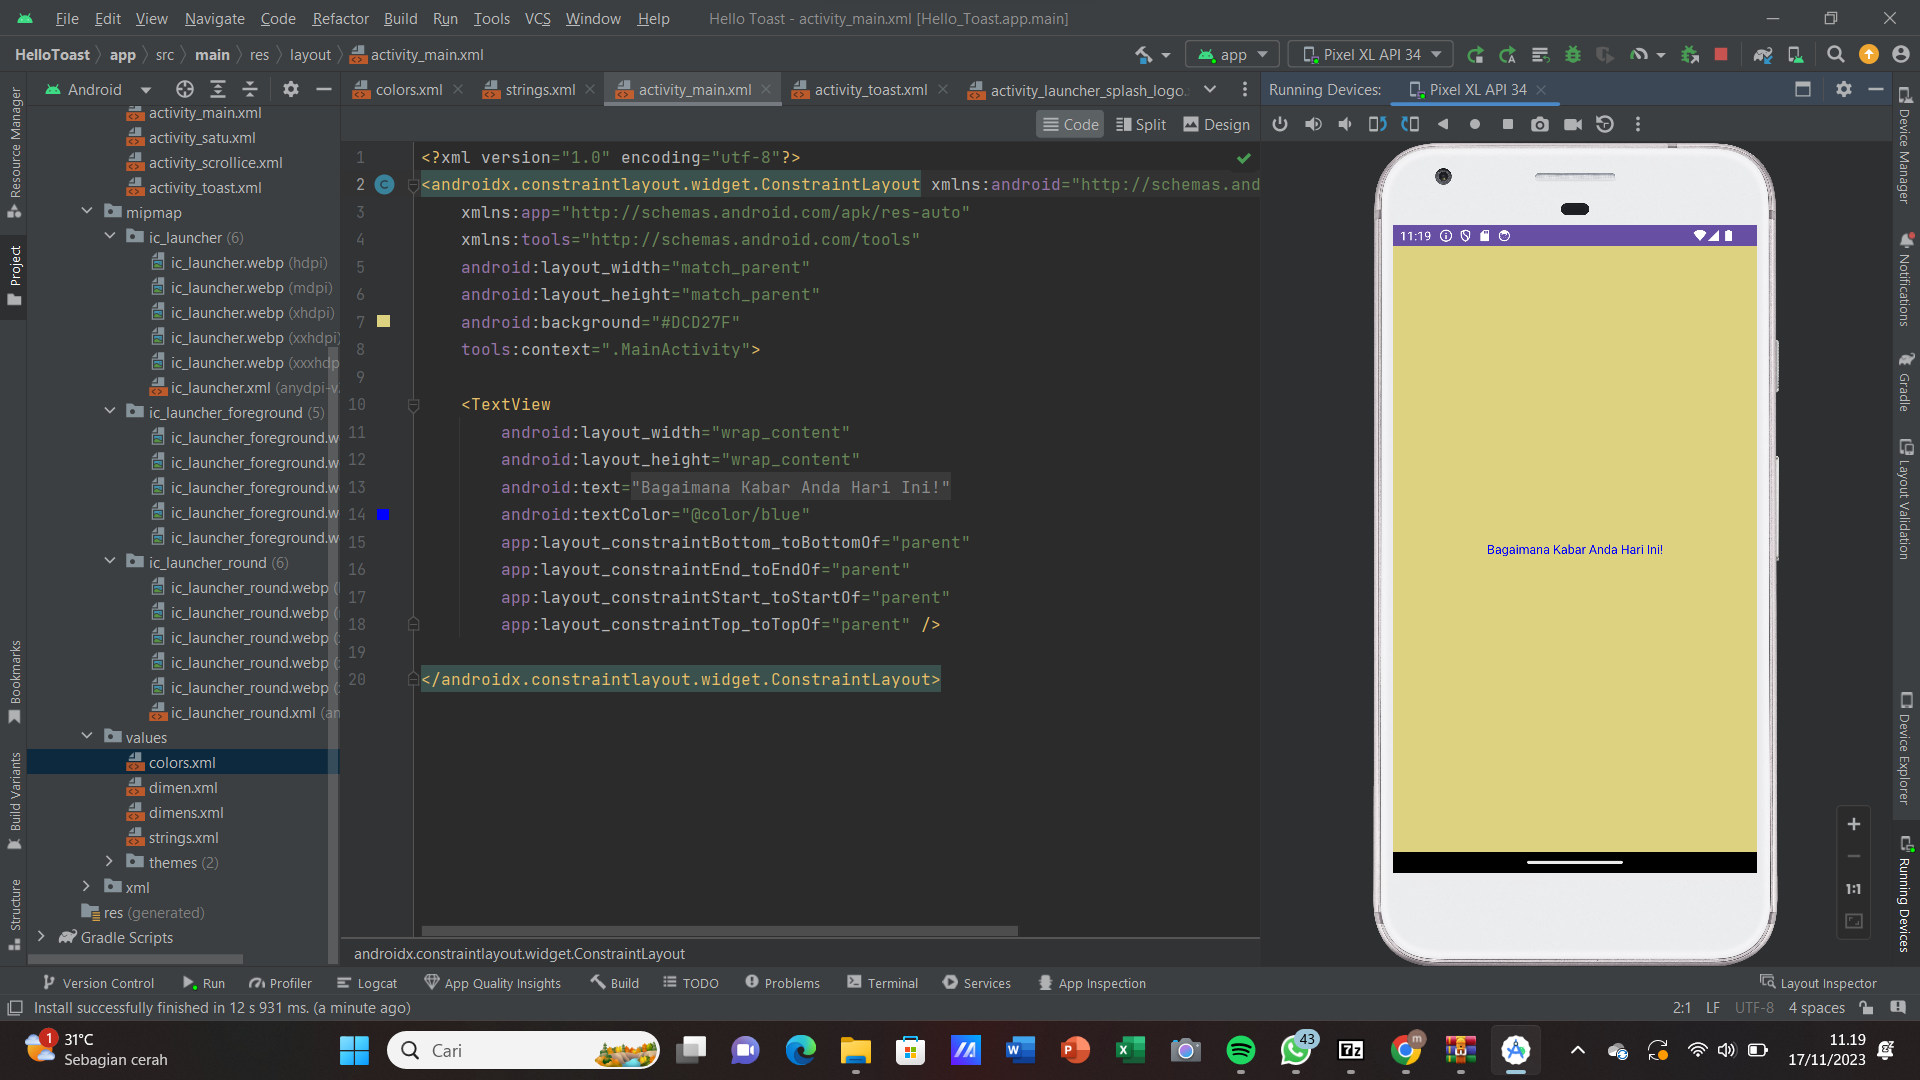 File Edit View Navigate Code Refactor Build Run Tools VCS Window Help Hello Toast - activity_main.xml [Hello_Toast.app.main]
HelloToast app src main res layout activity_main.xml app Pixel XL API 34
Android colors.xml strings.xml activity_main.xml activity_toast.xml activity_launcher_splash_logo. Running Devices: Pixel XL API 34
Code Split Design
Resource Manager
Project
Bookmarks
Build Variants
Structure
activity_main.xml
activity_satu.xml
activity_scrollice.xml
activity_toast.xml
mipmap
ic_launcher (6)
ic_launcher.webp (hdpi)
ic_launcher.webp (mdpi)
ic_launcher.webp (xhdpi)
ic_launcher.webp (xxhdpi)
ic_launcher.webp (xxxhdp
ic_launcher.xml (anydpi-v
ic_launcher_foreground (5)
ic_launcher_foreground.w
ic_launcher_foreground.w
ic_launcher_foreground.w
ic_launcher_foreground.w
ic_launcher_foreground.w
ic_launcher_round (6)
ic_launcher_round.webp (
ic_launcher_round.webp (
ic_launcher_round.webp (
ic_launcher_round.webp (
ic_launcher_round.webp (
ic_launcher_round.xml (an
values
colors.xml
dimen.xml
dimens.xml
strings.xml
themes (2)
xml
res (generated)
Gradle Scripts
1 <?xml version="1.0" encoding="utf-8"?>
2 <androidx.constraintlayout.widget.ConstraintLayout xmlns:android="http://schemas.and
3 xmlns:app="http://schemas.android.com/apk/res-auto"
4 xmlns:tools="http://schemas.android.com/tools"
5 android:layout_width="match_parent"
6 android:layout_height="match_parent"
7 android:background="#DCD27F"
8 tools:context=".MainActivity">
9
10 <TextView
11 android:layout_width="wrap_content"
12 android:layout_height="wrap_content"
13 android:text="Bagaimana Kabar Anda Hari Ini!"
14 android:textColor="@color/blue"
15 app:layout_constraintBottom_toBottomOf="parent"
16 app:layout_constraintEnd_toEndOf="parent"
17 app:layout_constraintStart_toStartOf="parent"
18 app:layout_constraintTop_toTopOf="parent" />
19
20 </androidx.constraintlayout.widget.ConstraintLayout>
androidx.constraintlayout.widget.ConstraintLayout
11:19
Bagaimana Kabar Anda Hari Ini!
1:1
Device Manager
Notifications
Gradle
Layout Validation
Device Explorer
Running Devices
Version Control Run Profiler Logcat App Quality Insights Build TODO Problems Terminal Services App Inspection Layout Inspector
Install successfully finished in 12 s 931 ms. (a minute ago) 2:1 LF UTF-8 4 spaces
1 31°C
Sebagian cerah
Cari
43
11.19
17/11/2023